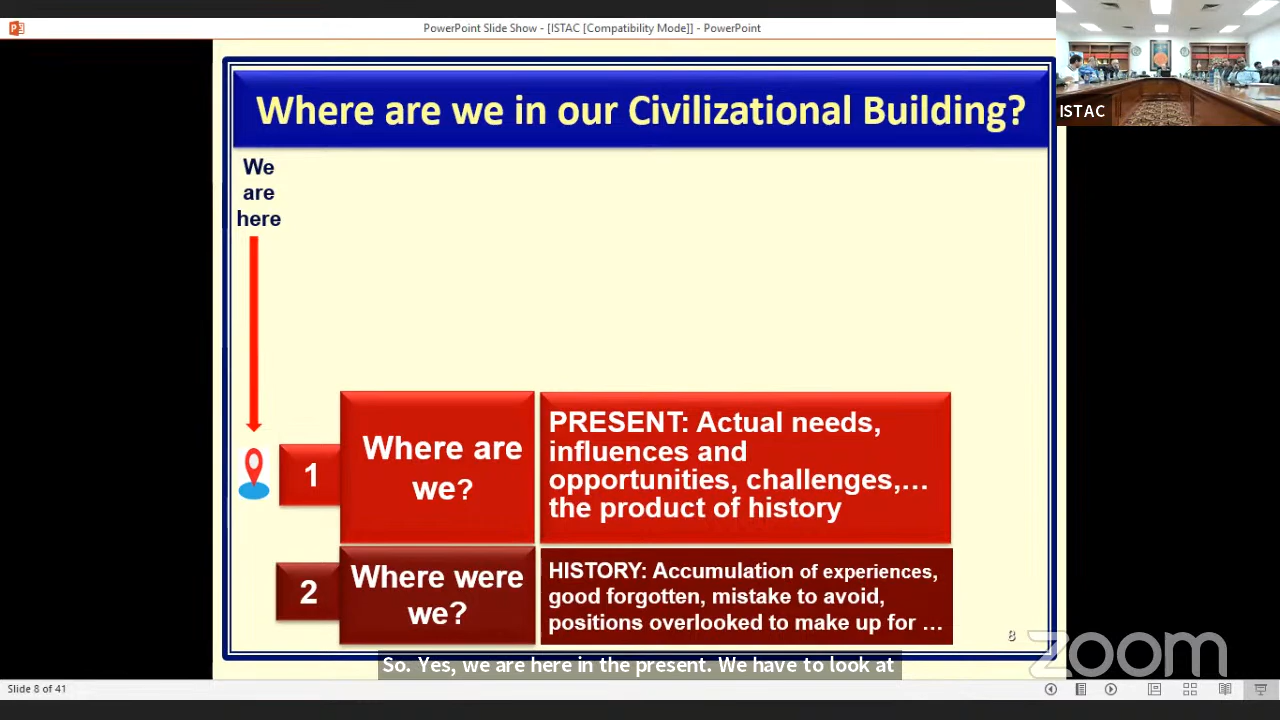 PowerPoint Slide Show - [ISTAC [Compatibility Mode]] - PowerPoint
ISTAC
Where are we in our Civilizational Building?
We
are
here
1
Where are
we?
PRESENT: Actual needs,
influences and
opportunities, challenges,...
the product of history
2
Where were
we?
HISTORY: Accumulation of experiences,
good forgotten, mistake to avoid,
positions overlooked to make up for ...
8
zoom
So. Yes, we are here in the present. We have to look at
Slide 8 of 41